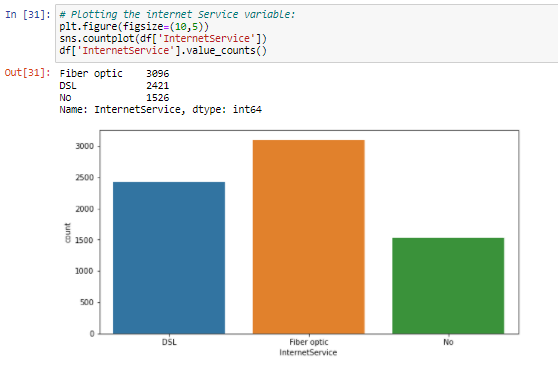 In [31]: # Plotting the internet Service variable:
plt.figure(figsize=(10,5))
sns.countplot(df['InternetService'])
df['InternetService'].value_counts()
Out[31]: Fiber optic    3096
DSL            2421
No             1526
Name: InternetService, dtype: int64
3000
2500
2000
1500
1000
500
0
count
DSL Fiber optic No
InternetService